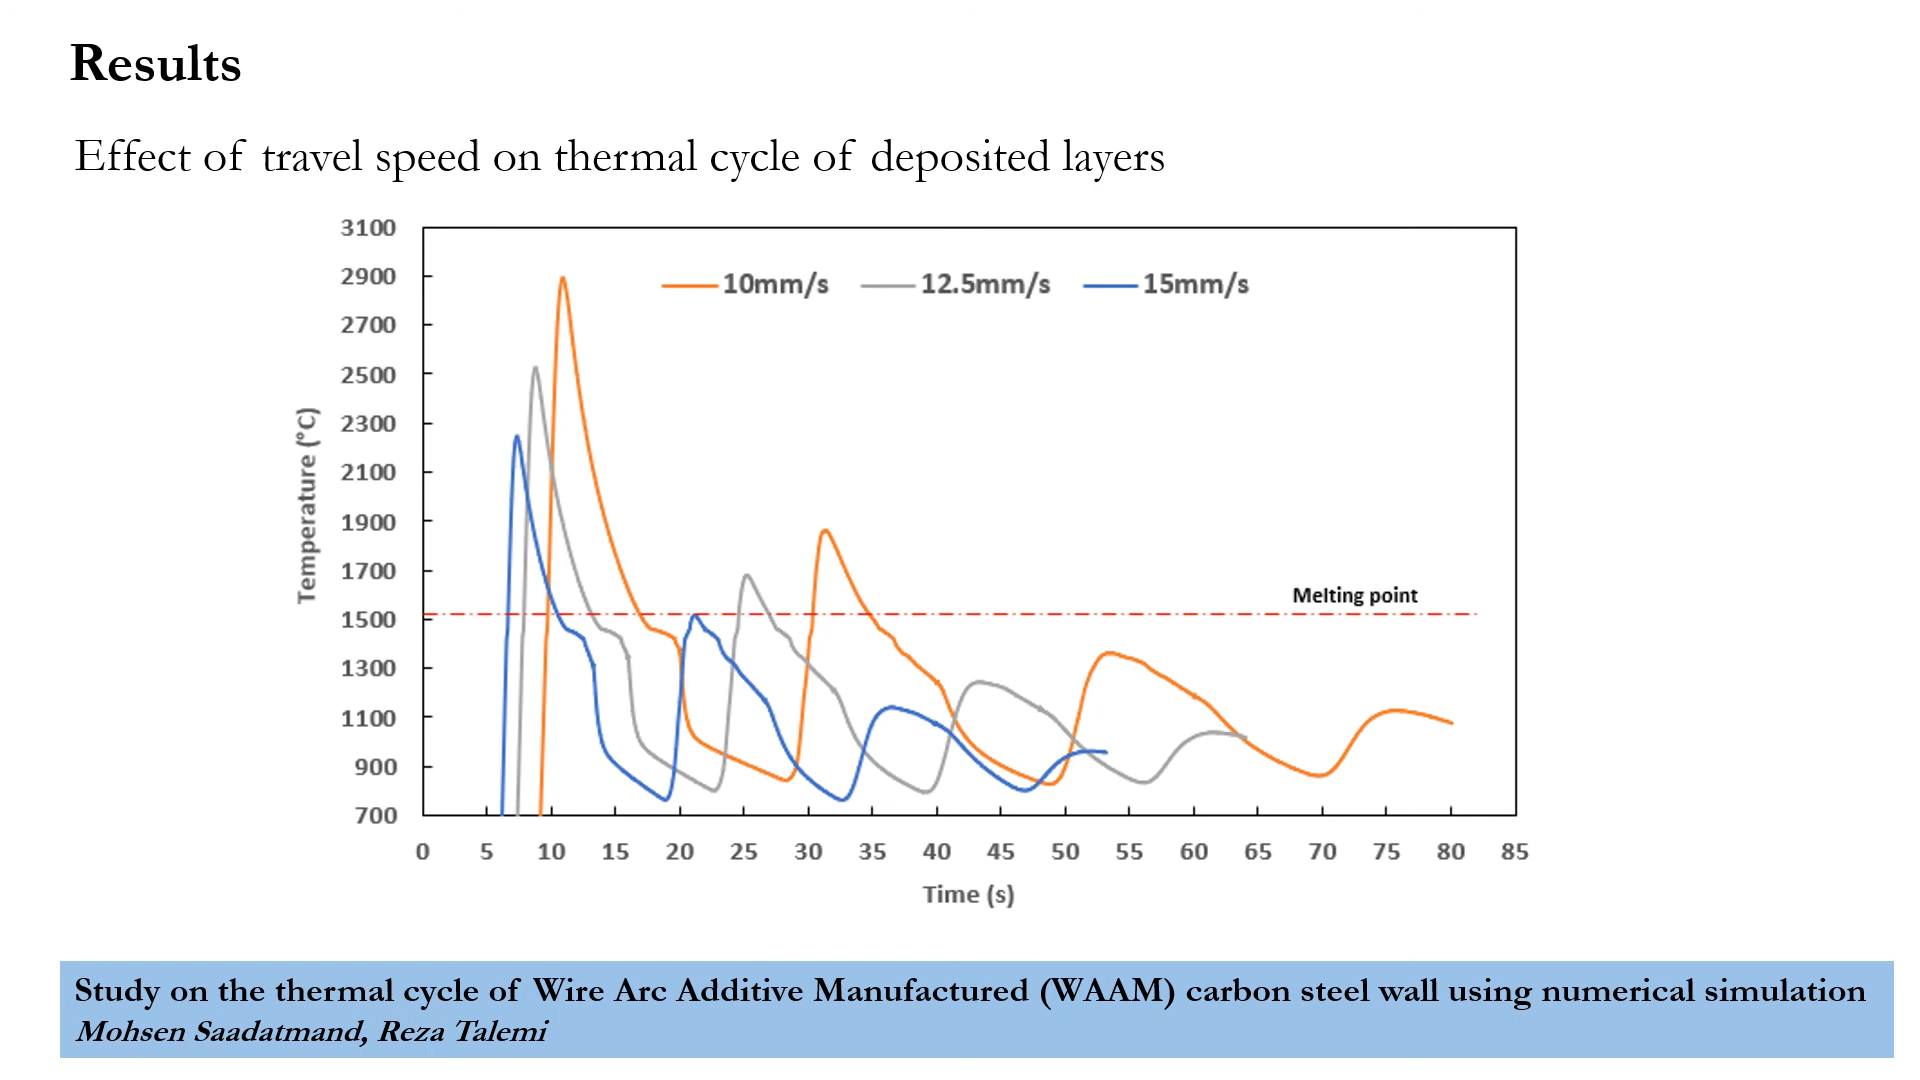 Results
Effect of travel speed on thermal cycle of deposited layers
3100
2900
2700
2500
2300
2100
1900
1700
1500
1300
1100
900
700
Temperature (°C)
10mm/s 12.5mm/s 15mm/s
Melting point
0 5 10 15 20 25 30 35 40 45 50 55 60 65 70 75 80 85
Time (s)
Study on the thermal cycle of Wire Arc Additive Manufactured (WAAM) carbon steel wall using numerical simulation
Mohsen Saadatmand, Reza Talemi